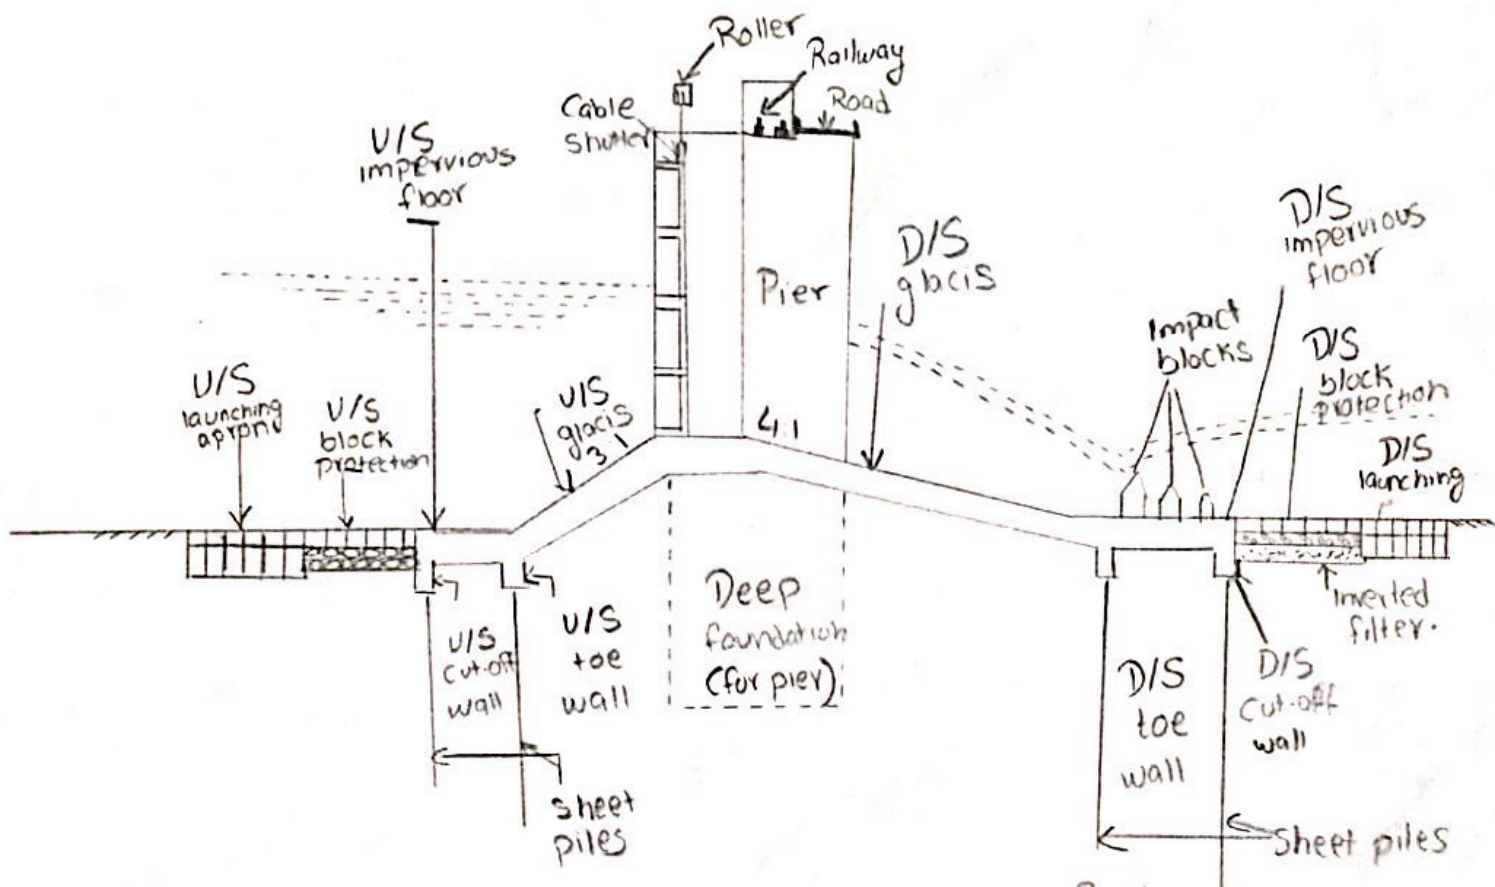 Roller
Railway
Road
Cable
Shutter
U/S
impervious
floor
D/S
impervious
floor
D/S
glacis
Pier
Impact
blocks
D/S
block
protection
U/S
launching
apron
U/S
block
protection
U/S
glacis
3:1
4:1
D/S
launching
Deep
foundation
(for pier)
U/S
Cut-off
wall
U/S
toe
wall
D/S
toe
wall
D/S
Cut-off
wall
Inverted
filter.
Sheet
piles
Sheet piles